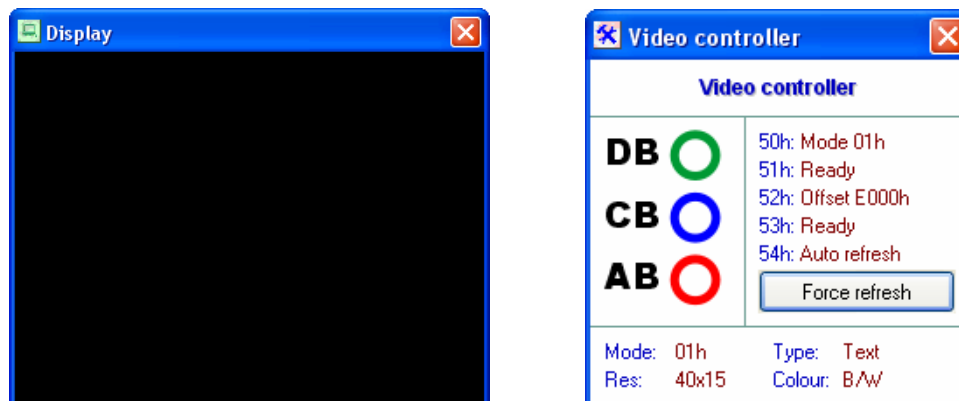 Display
Video controller
Video controller
DB
CB
AB
50h: Mode 01h
51h: Ready
52h: Offset E000h
53h: Ready
54h: Auto refresh
Force refresh
Mode: 01h Type: Text
Res: 40x15 Colour: B/W